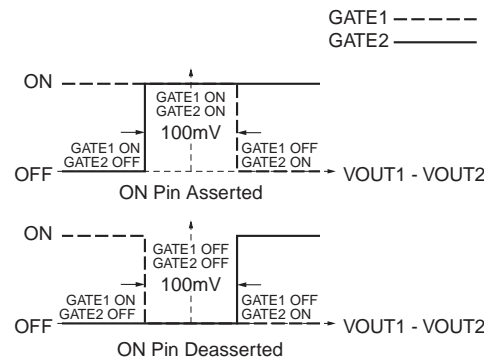 GATE1
GATE2
ON
GATE1 ON
GATE2 ON
100mV
GATE1 ON
GATE2 OFF
GATE1 OFF
GATE2 ON
OFF
VOUT1 - VOUT2
ON Pin Asserted
ON
GATE1 OFF
GATE2 OFF
100mV
GATE1 ON
GATE2 OFF
GATE1 OFF
GATE2 ON
OFF
VOUT1 - VOUT2
ON Pin Deasserted